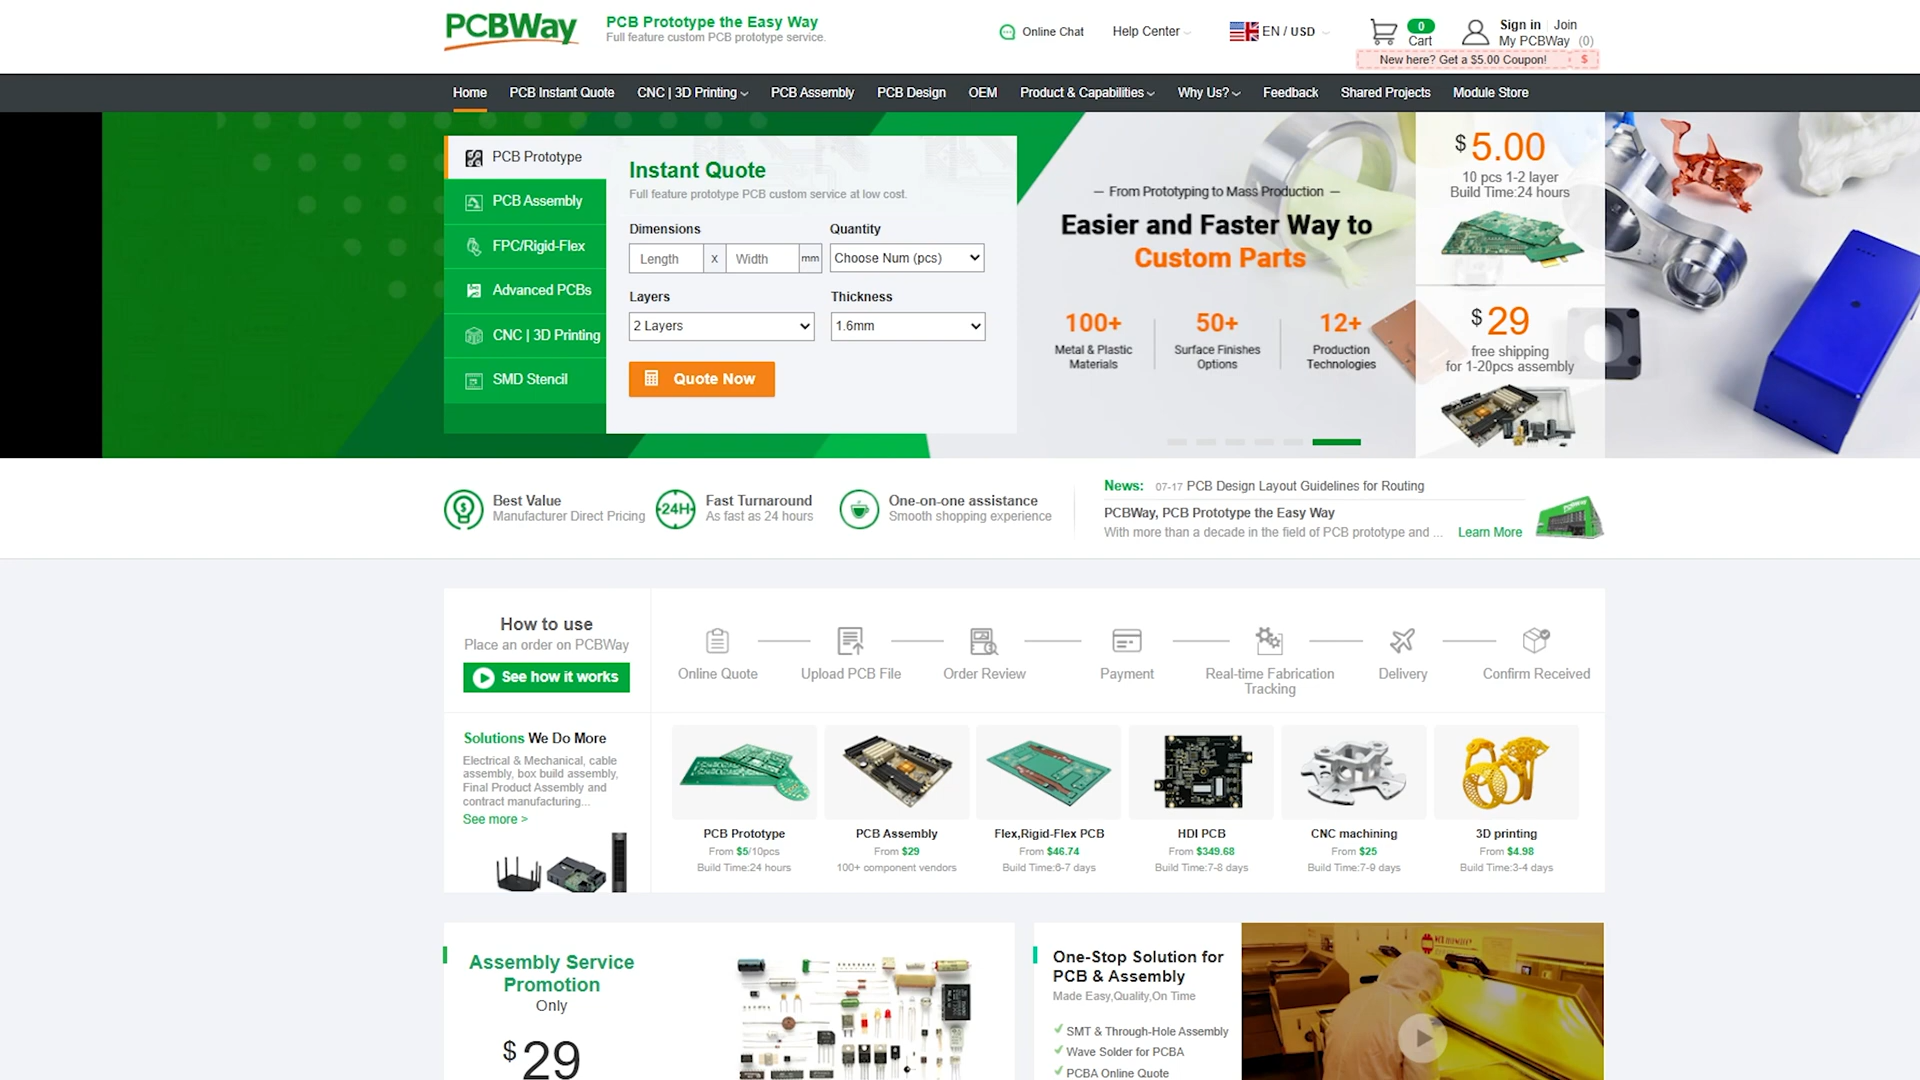 PCBWay
PCB Prototype the Easy Way
Full feature custom PCB prototype service.
Online Chat
Help Center
EN / USD
0
Cart
Sign in
Join
My PCBWay (0)
New here? Get a $5.00 Coupon!
$
Home
PCB Instant Quote
CNC | 3D Printing
PCB Assembly
PCB Design
OEM
Product & Capabilities
Why Us?
Feedback
Shared Projects
Module Store
PCB Prototype
PCB Assembly
FPC/Rigid-Flex
Advanced PCBs
CNC | 3D Printing
SMD Stencil
Instant Quote
Full feature prototype PCB custom service at low cost.
Dimensions
Quantity
Length
x
Width
mm
Choose Num (pcs)
Layers
Thickness
2 Layers
1.6mm
Quote Now
From Prototyping to Mass Production
Easier and Faster Way to
Custom Parts
100+
Metal & Plastic
Materials
50+
Surface Finishes
Options
12+
Production
Technologies
$ 5.00
10 pcs 1-2 layer
Build Time:24 hours
$ 29
free shipping
for 1-20pcs assembly
Best Value
Manufacturer Direct Pricing
24H
Fast Turnaround
As fast as 24 hours
One-on-one assistance
Smooth shopping experience
News: 07-17 PCB Design Layout Guidelines for Routing
PCBWay, PCB Prototype the Easy Way
With more than a decade in the field of PCB prototype and ...
Learn More
How to use
Place an order on PCBWay
See how it works
Online Quote
Upload PCB File
Order Review
Payment
Real-time Fabrication
Tracking
Delivery
Confirm Received
Solutions We Do More
Electrical & Mechanical, cable
assembly, box build assembly,
Final Product Assembly and
contract manufacturing...
See more >
PCB Prototype
From $5/10pcs
Build Time:24 hours
PCB Assembly
From $29
100+ component vendors
Flex,Rigid-Flex PCB
From $46.74
Build Time:6-7 days
HDI PCB
From $349.68
Build Time:7-8 days
CNC machining
From $25
Build Time:7-9 days
3D printing
From $4.98
Build Time:3-4 days
Assembly Service
Promotion
Only
$ 29
One-Stop Solution for
PCB & Assembly
Made Easy,Quality,On Time
SMT & Through-Hole Assembly
Wave Solder for PCBA
PCBA Online Quote